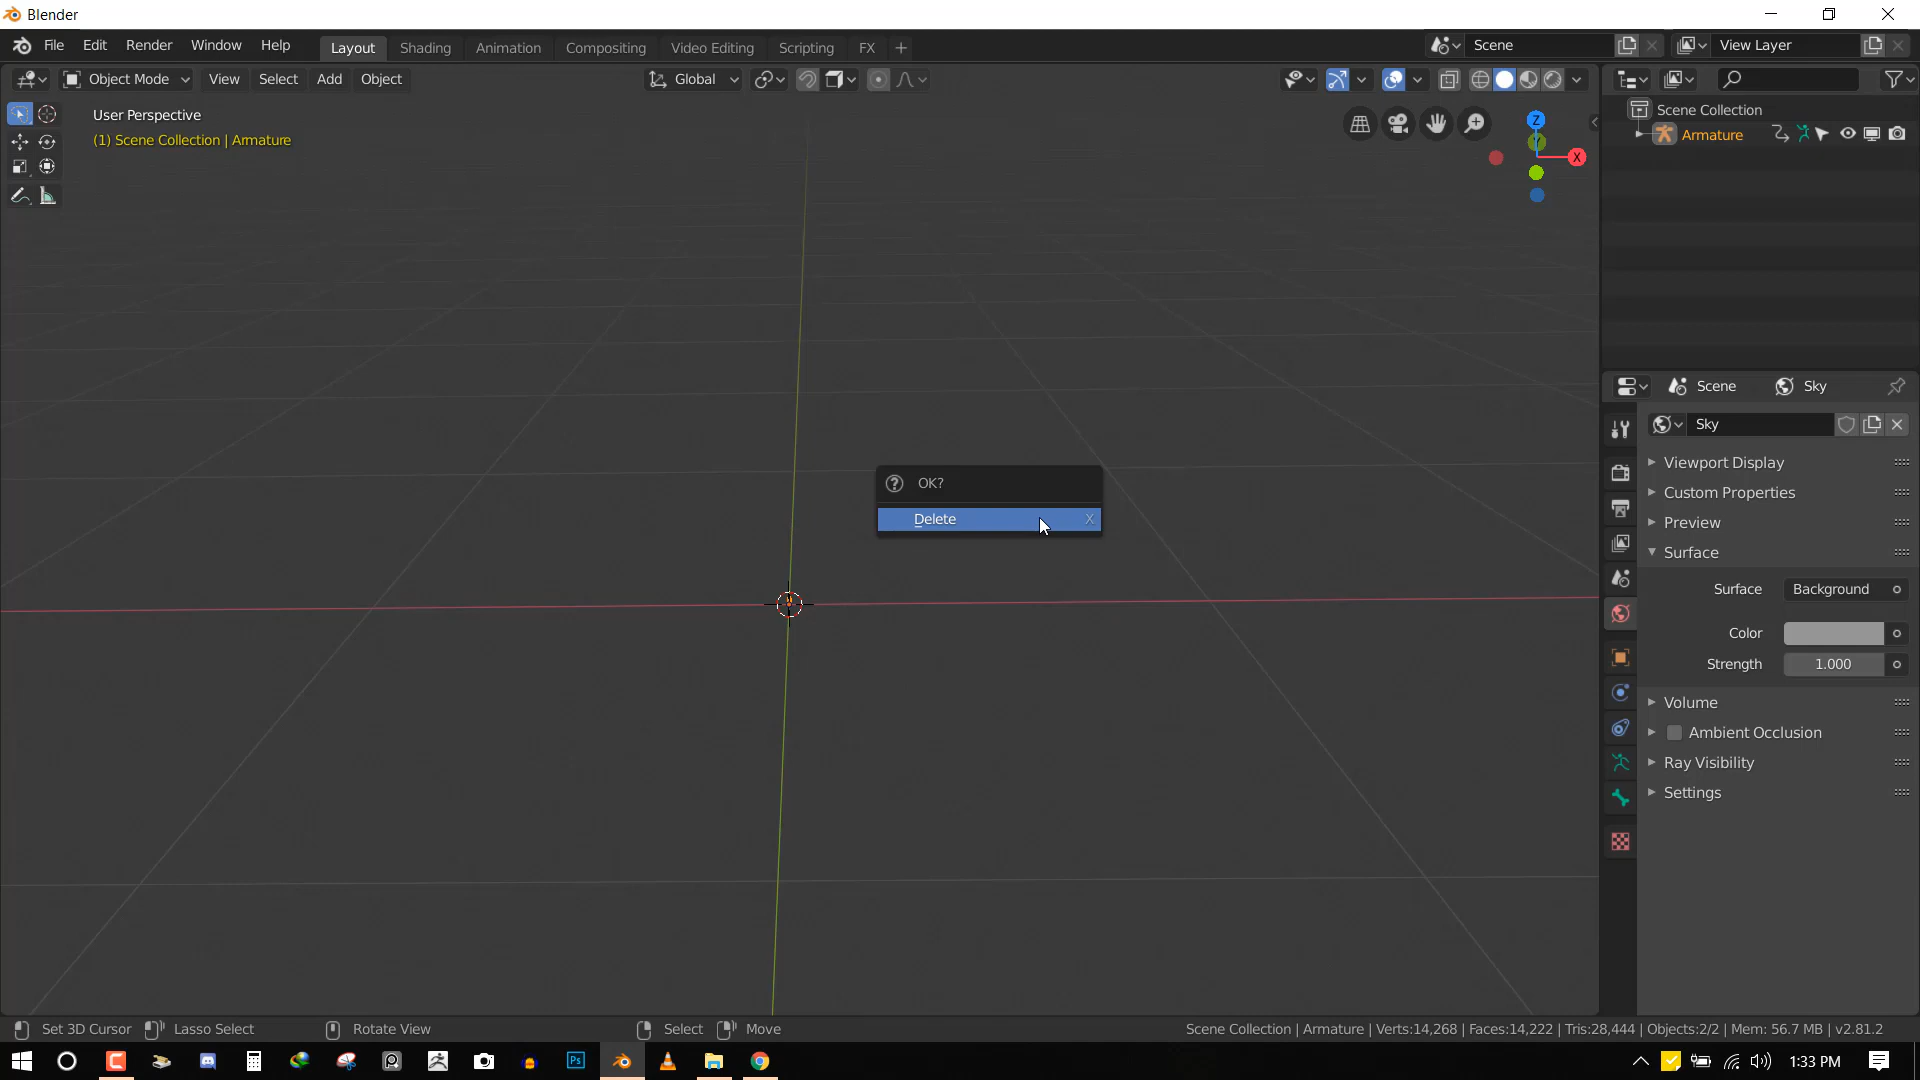 Blender
File Edit Render Window Help Layout Shading Animation Compositing Video Editing Scripting FX + Scene View Layer
Object Mode View Select Add Object Global
User Perspective
(1) Scene Collection | Armature
Z
X
Scene Collection
Armature
OK?
Delete X
Scene Sky
Sky
Viewport Display
Custom Properties
Preview
Surface
Surface Background
Color
Strength 1.000
Volume
Ambient Occlusion
Ray Visibility
Settings
Set 3D Cursor Lasso Select Rotate View Select Move Scene Collection | Armature | Verts:14,268 | Faces:14,222 | Tris:28,444 | Objects:2/2 | Mem: 56.7 MB | v2.81.2
Ps 1:33 PM